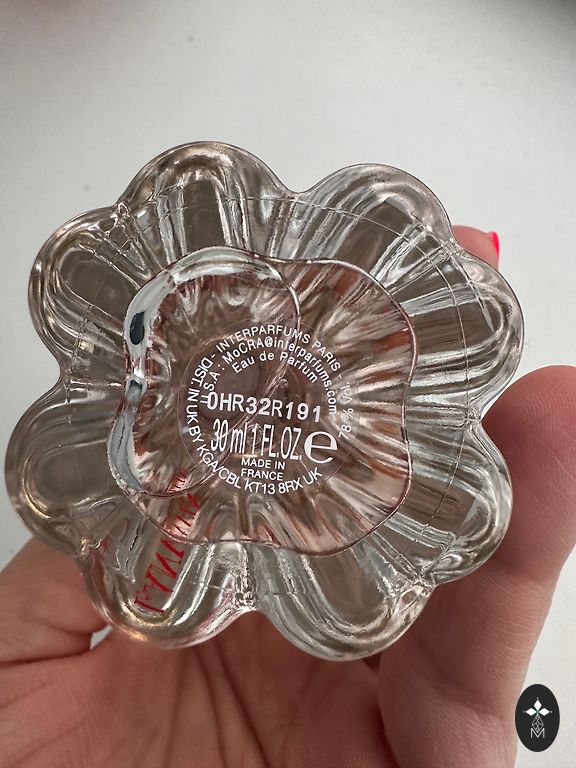 - INTERPARFUMS PARIS
U.S.A.: MoCRA@interparfums.com
Eau de Parfum
0HR32R191
30 ml 1 FL.OZ. e
MADE IN
FRANCE
DIST. IN UK BY KGA/CBL KT13 8RX UK
78 % vol.
M